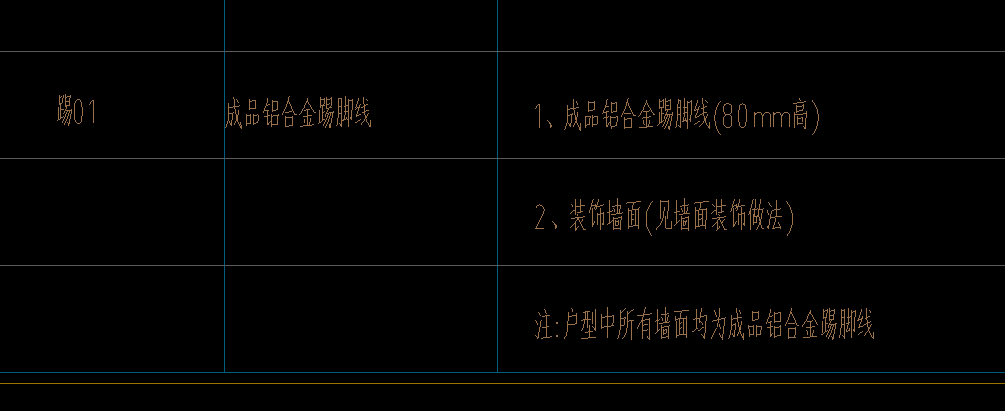 踢01
成品铝合金踢脚线
1、成品铝合金踢脚线(80mm高)
2、装饰墙面(见墙面装饰做法)
注:户型中所有墙面均为成品铝合金踢脚线